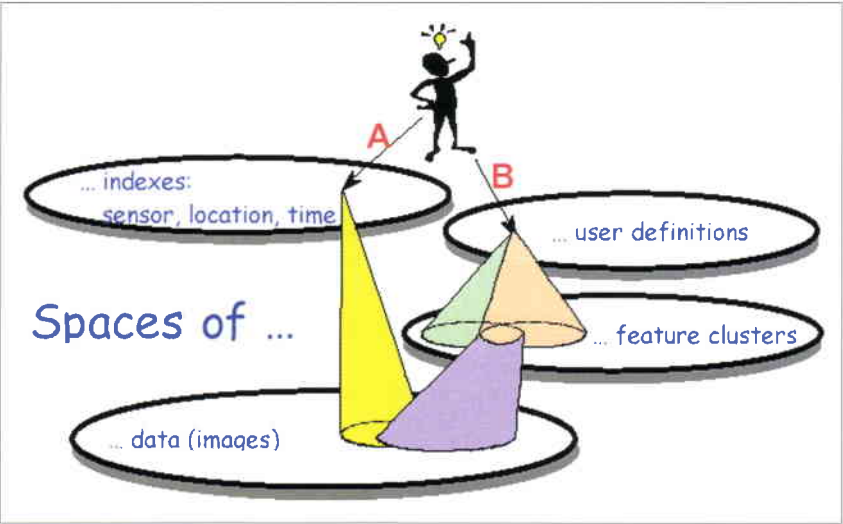 A
B
... indexes:
sensor, location, time
... user definitions
Spaces of ...
... feature clusters
... data (images)